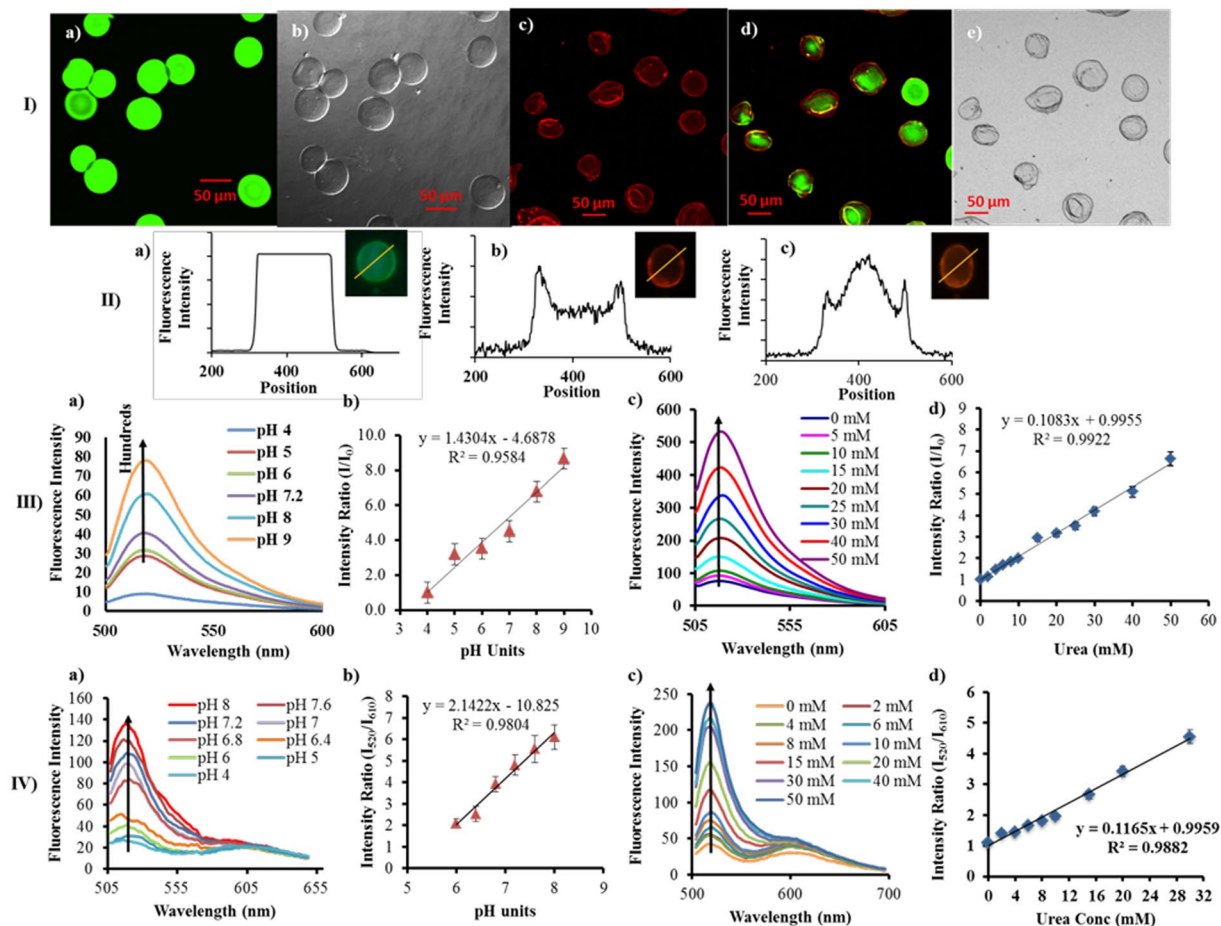 I)
a)
50 μm
b)
50 μm
c)
50 μm
d)
50 μm
e)
50 μm
II)
a)
Fluorescence Intensity
200 400 600
Position
b)
Fluorescence Intensity
200 400 600
Position
c)
Fluorescence Intensity
200 400 600
Position
III)
a)
Fluorescence Intensity
90
80
70
60
50
40
30
20
10
0
Hundreds
pH 4
pH 5
pH 6
pH 7.2
pH 8
pH 9
500 550 600
Wavelength (nm)
b)
Intensity Ratio (I/I0)
10.0
8.0
6.0
4.0
2.0
0.0
y = 1.4304x - 4.6878
R² = 0.9584
3 4 5 6 7 8 9 10
pH Units
c)
Fluorescence Intensity
600
500
400
300
200
100
0
0 mM
5 mM
10 mM
15 mM
20 mM
25 mM
30 mM
40 mM
50 mM
505 555 605
Wavelength (nm)
d)
Intensity Ratio (I/I0)
9
8
7
6
5
4
3
2
1
0
y = 0.1083x + 0.9955
R² = 0.9922
0 10 20 30 40 50 60
Urea (mM)
IV)
a)
Fluorescence Intensity
160
140
120
100
80
60
40
20
0
pH 8 pH 7.6
pH 7.2 pH 7
pH 6.8 pH 6.4
pH 6 pH 5
pH 4
505 555 605 655
Wavelength (nm)
b)
Intensity Ratio (I520/I610)
8
7
6
5
4
3
2
1
0
y = 2.1422x - 10.825
R² = 0.9804
5 6 7 8 9
pH units
c)
Fluorescence Intensity
250
200
150
100
50
0
0 mM 2 mM
4 mM 6 mM
8 mM 10 mM
15 mM 20 mM
30 mM 40 mM
50 mM
500 600 700
Wavelength (nm)
d)
Intensity Ratio (I520/I610)
6
5
4
3
2
1
0
y = 0.1165x + 0.9959
R² = 0.9882
0 4 8 12 16 20 24 28 32
Urea Conc (mM)